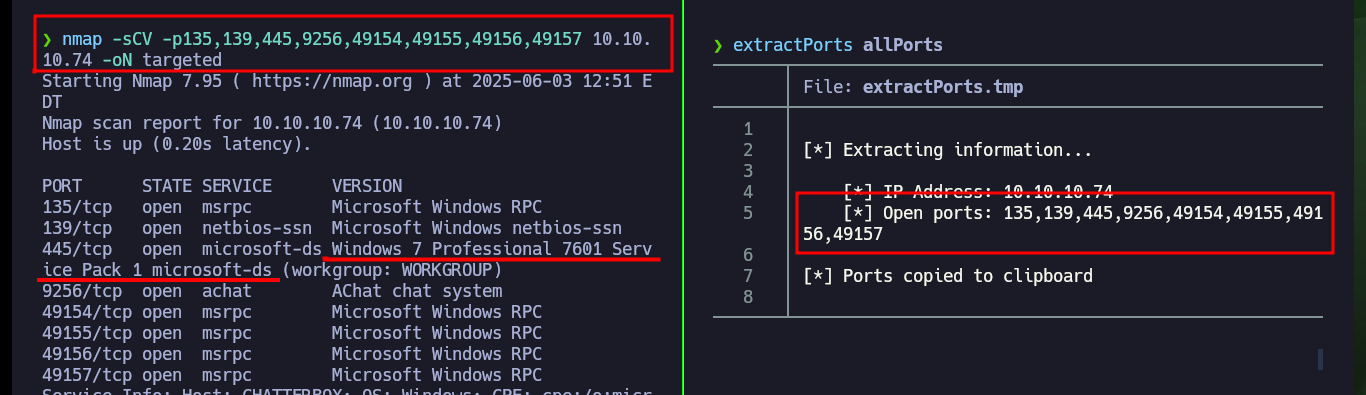 ❯ nmap -sCV -p135,139,445,9256,49154,49155,49156,49157 10.10.
10.74 -oN targeted
Starting Nmap 7.95 ( https://nmap.org ) at 2025-06-03 12:51 E
DT
Nmap scan report for 10.10.10.74 (10.10.10.74)
Host is up (0.20s latency).
PORT STATE SERVICE VERSION
135/tcp open msrpc Microsoft Windows RPC
139/tcp open netbios-ssn Microsoft Windows netbios-ssn
445/tcp open microsoft-ds Windows 7 Professional 7601 Serv
ice Pack 1 microsoft-ds (workgroup: WORKGROUP)
9256/tcp open achat AChat chat system
49154/tcp open msrpc Microsoft Windows RPC
49155/tcp open msrpc Microsoft Windows RPC
49156/tcp open msrpc Microsoft Windows RPC
49157/tcp open msrpc Microsoft Windows RPC
Service Info: Host: CHATTERBOX; OS: Windows; CPE: cpe:/o:micr
❯ extractPorts allPorts
File: extractPorts.tmp
1
2 [*] Extracting information...
3
4 [*] IP Address: 10.10.10.74
5 [*] Open ports: 135,139,445,9256,49154,49155,491
56,49157
6
7 [*] Ports copied to clipboard
8